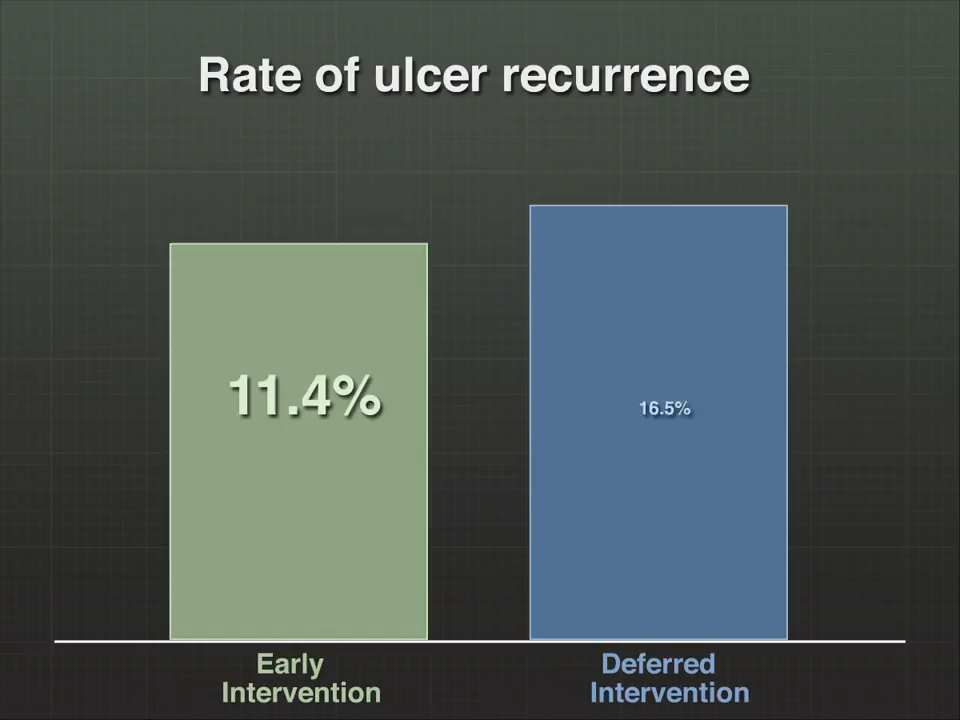 Rate of ulcer recurrence
11.4%
16.5%
Early
Intervention
Deferred
Intervention